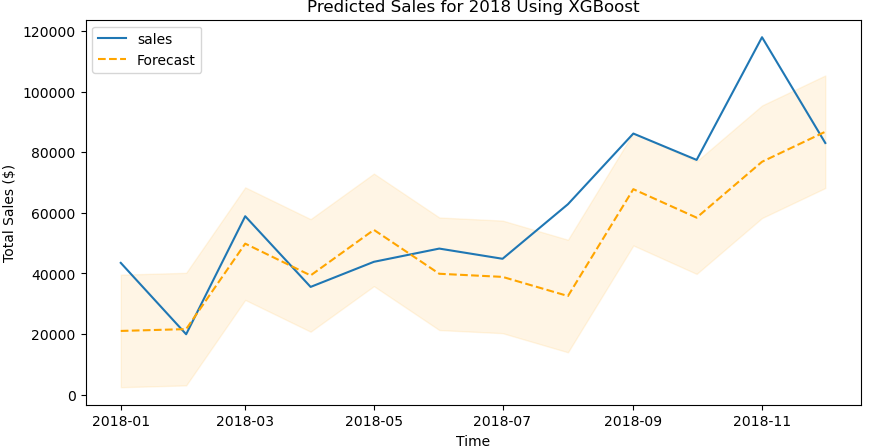 Predicted Sales for 2018 Using XGBoost
sales
Forecast
Total Sales ($)
120000
100000
80000
60000
40000
20000
0
2018-01 2018-03 2018-05 2018-07 2018-09 2018-11
Time